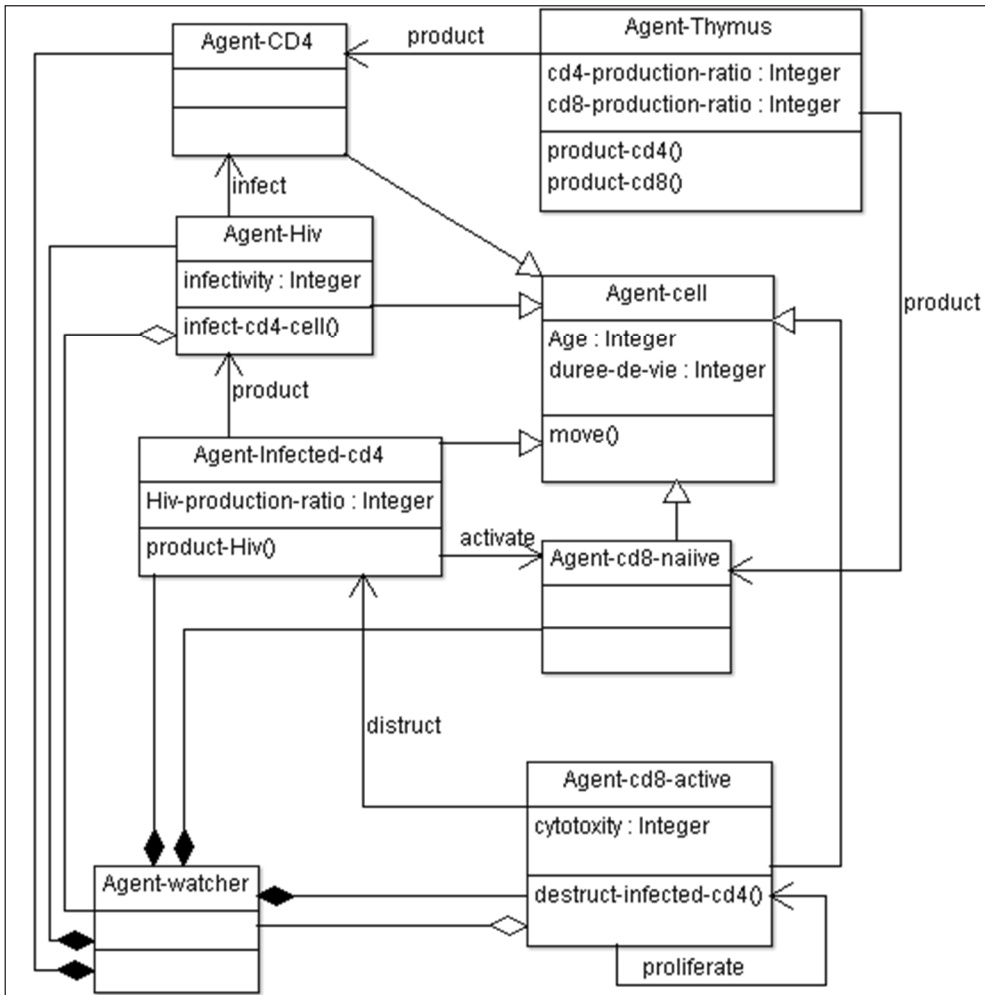 Agent-CD4
product
Agent-Thymus
cd4-production-ratio : Integer
cd8-production-ratio : Integer
product-cd4()
product-cd8()
infect
Agent-Hiv
infectivity : Integer
infect-cd4-cell()
Agent-cell
Age : Integer
duree-de-vie : Integer
move()
product
product
Agent-Infected-cd4
Hiv-production-ratio : Integer
product-Hiv()
activate
Agent-cd8-naiive
distruct
Agent-cd8-active
cytotoxity : Integer
destruct-infected-cd4()
proliferate
Agent-watcher